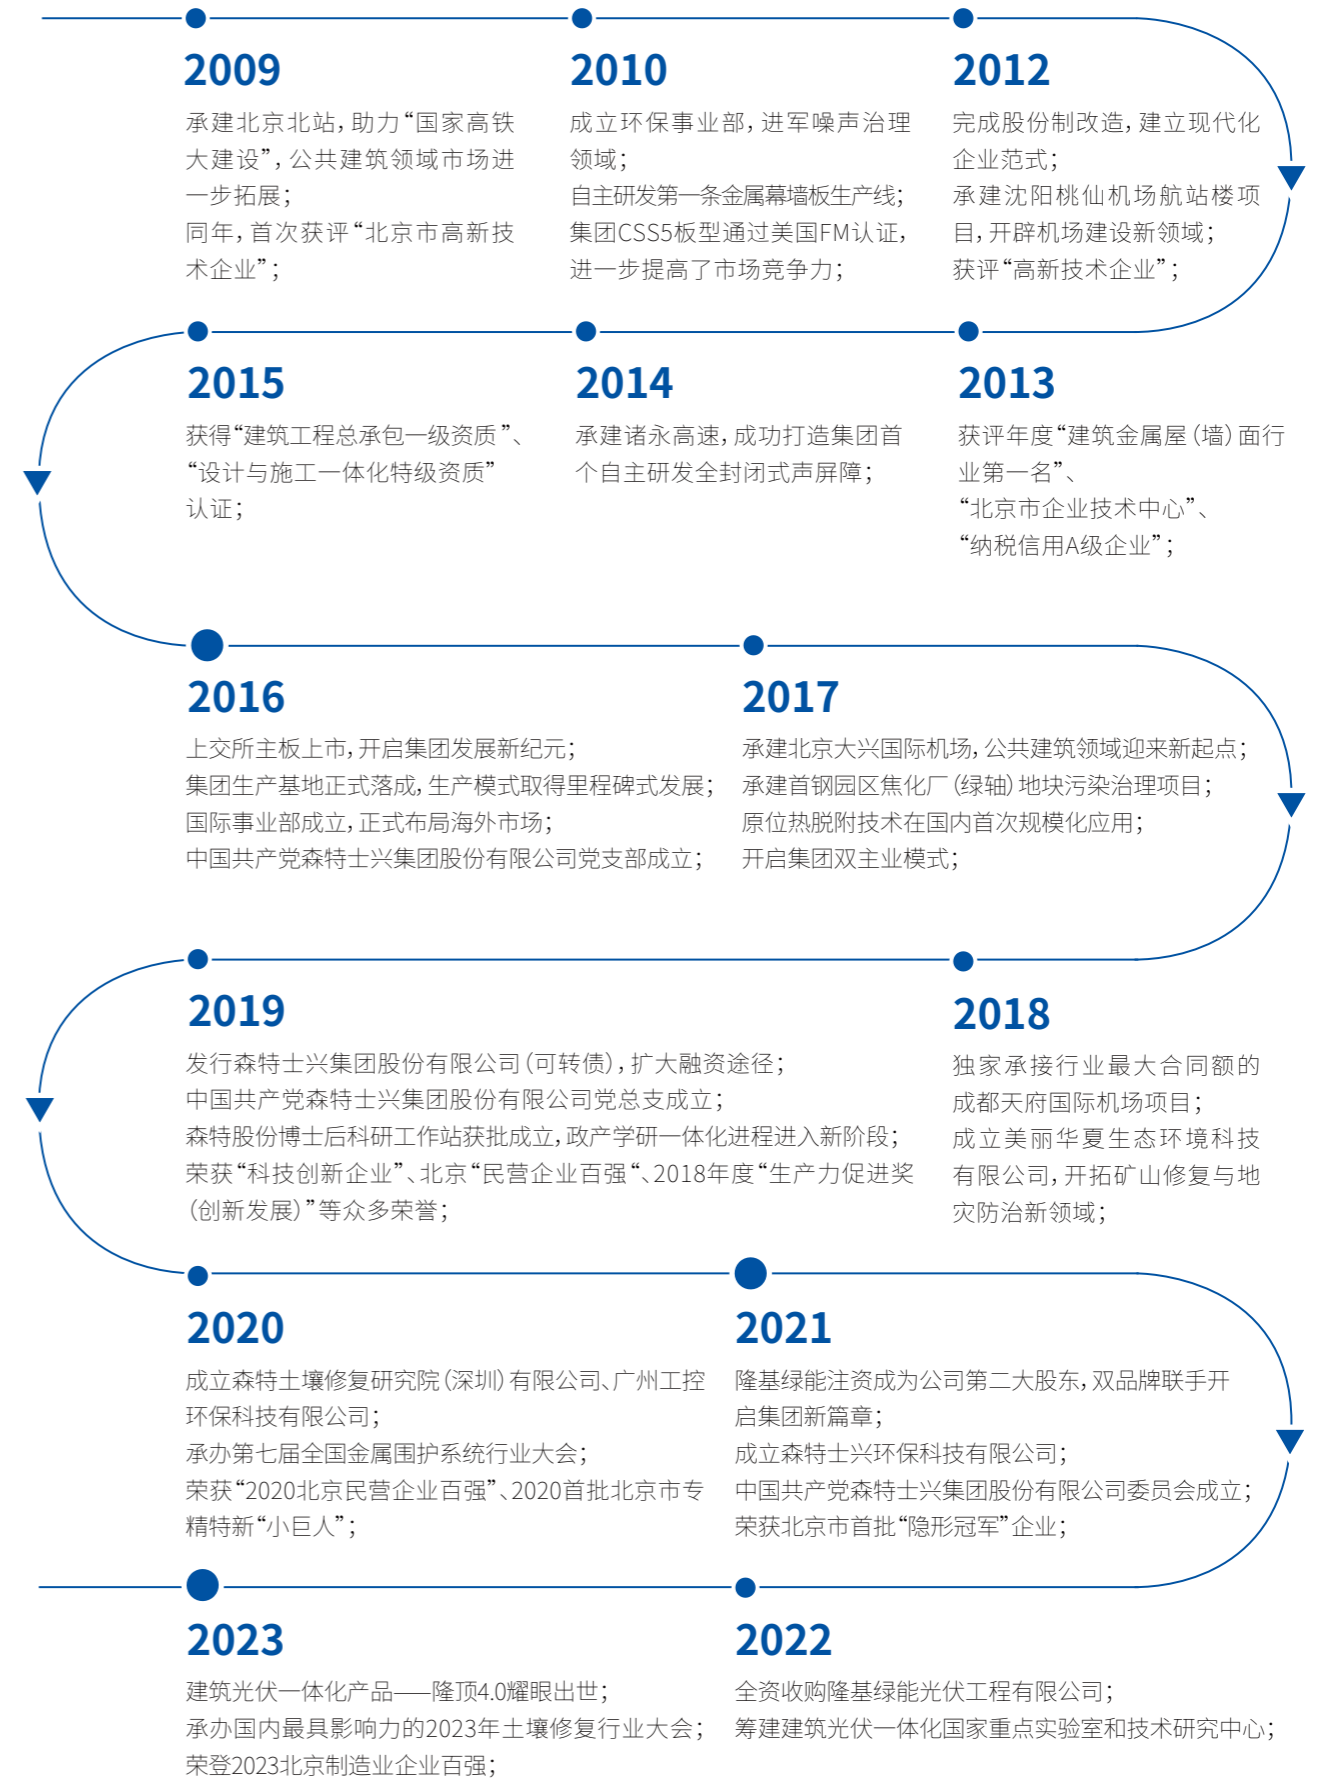 2009
承建北京北站，助力“国家高铁
大建设”，公共建筑领域市场进
一步拓展；
同年，首次获评“北京市高新技
术企业”；
2010
成立环保事业部，进军噪声治理
领域；
自主研发第一条金属幕墙板生产线；
集团CSS5板型通过美国FM认证，
进一步提高了市场竞争力；
2012
完成股份制改造，建立现代化
企业范式；
承建沈阳桃仙机场航站楼项
目，开辟机场建设新领域；
获评“高新技术企业”；
2013
获评年度“建筑金属屋（墙）面行
业第一名”、
“北京市企业技术中心”、
“纳税信用A级企业”；
2014
承建诸永高速，成功打造集团首
个自主研发全封闭式声屏障；
2015
获得“建筑工程总承包一级资质”、
“设计与施工一体化特级资质”
认证；
2016
上交所主板上市，开启集团发展新纪元；
集团生产基地正式落成，生产模式取得里程碑式发展；
国际事业部成立，正式布局海外市场；
中国共产党森特士兴集团股份有限公司党支部成立；
2017
承建北京大兴国际机场，公共建筑领域迎来新起点；
承建首钢园区焦化厂（绿轴）地块污染治理项目；
原位热脱附技术在国内首次规模化应用；
开启集团双主业模式；
2018
独家承接行业最大合同额的
成都天府国际机场项目；
成立美丽华夏生态环境科技
有限公司，开拓矿山修复与地
灾防治新领域；
2019
发行森特士兴集团股份有限公司（可转债），扩大融资途径；
中国共产党森特士兴集团股份有限公司党总支成立；
森特股份博士后科研工作站获批成立，政产学研一体化进程进入新阶段；
荣获“科技创新企业”、北京“民营企业百强“、2018年度“生产力促进奖
（创新发展）”等众多荣誉；
2020
成立森特土壤修复研究院（深圳）有限公司、广州工控
环保科技有限公司；
承办第七届全国金属围护系统行业大会；
荣获“2020北京民营企业百强”、2020首批北京市专
精特新“小巨人”；
2021
隆基绿能注资成为公司第二大股东，双品牌联手开
启集团新篇章；
成立森特士兴环保科技有限公司；
中国共产党森特士兴集团股份有限公司委员会成立；
荣获北京市首批“隐形冠军”企业；
2022
全资收购隆基绿能光伏工程有限公司；
筹建建筑光伏一体化国家重点实验室和技术研究中心；
2023
建筑光伏一体化产品——隆顶4.0耀眼出世；
承办国内最具影响力的2023年土壤修复行业大会；
荣登2023北京制造业企业百强；